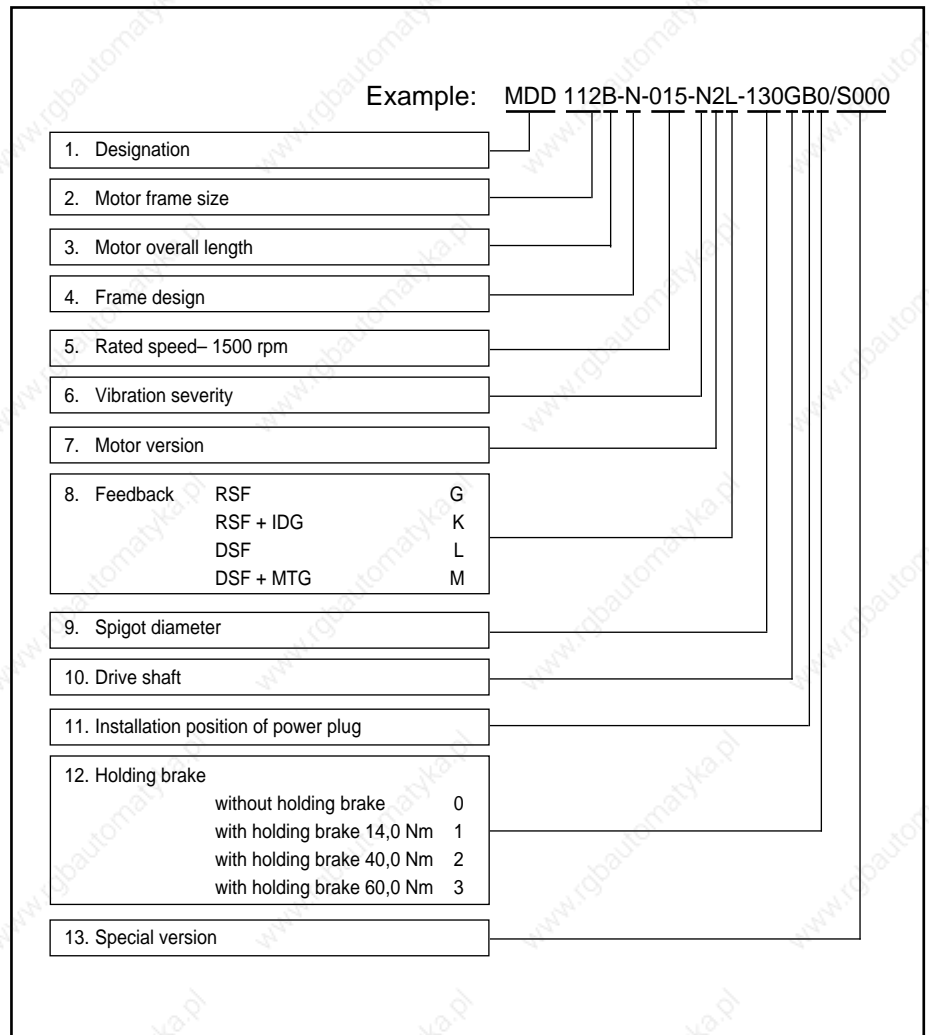 Example: MDD 112B-N-015-N2L-130GB0/S000
1. Designation
2. Motor frame size
3. Motor overall length
4. Frame design
5. Rated speed– 1500 rpm
6. Vibration severity
7. Motor version
8. Feedback RSF G
RSF + IDG K
DSF L
DSF + MTG M
9. Spigot diameter
10. Drive shaft
11. Installation position of power plug
12. Holding brake
without holding brake 0
with holding brake 14,0 Nm 1
with holding brake 40,0 Nm 2
with holding brake 60,0 Nm 3
13. Special version
www.rgbautomatyka.pl